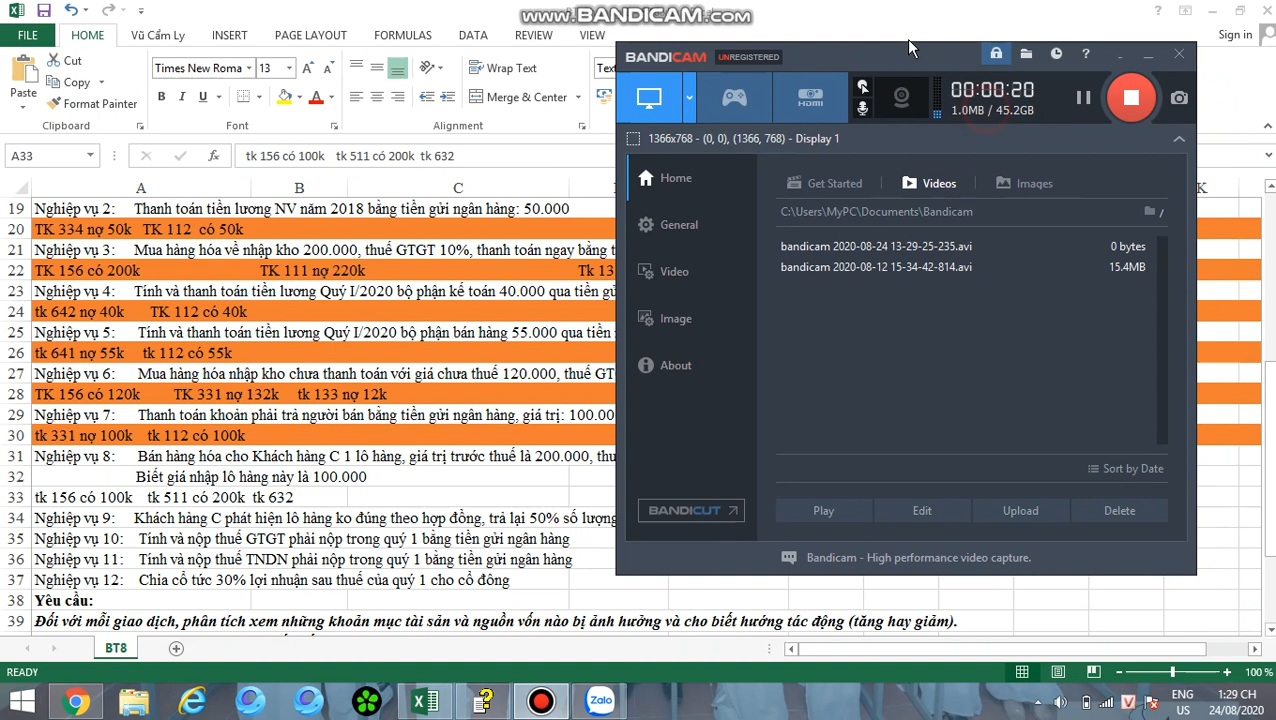 www.BANDICAM.com
FILE HOME Vũ Cẩm Ly INSERT PAGE LAYOUT FORMULAS DATA REVIEW VIEW Sign in
Paste Cut Copy Format Painter Clipboard
Times New Roma 13 B I U A A A Font
Wrap Text Merge & Center Alignment
A33 fx tk 156 có 100k tk 511 có 200k tk 632
A B C K
19 Nghiệp vụ 2: Thanh toán tiền lương NV năm 2018 bằng tiền gửi ngân hàng: 50.000
20 TK 334 nợ 50k TK 112 có 50k
21 Nghiệp vụ 3: Mua hàng hóa về nhập kho 200.000, thuế GTGT 10%, thanh toán ngay bằng t
22 TK 156 có 200k TK 111 nợ 220k Tk 13
23 Nghiệp vụ 4: Tính và thanh toán tiền lương Quý I/2020 bộ phận kế toán 40.000 qua tiền gử
24 tk 642 nợ 40k TK 112 có 40k
25 Nghiệp vụ 5: Tính và thanh toán tiền lương Quý I/2020 bộ phận bán hàng 55.000 qua tiền
26 tk 641 nợ 55k tk 112 có 55k
27 Nghiệp vụ 6: Mua hàng hóa nhập kho chưa thanh toán với giá chưa thuế 120.000, thuế GT
28 TK 156 có 120k TK 331 nợ 132k tk 133 nợ 12k
29 Nghiệp vụ 7: Thanh toán khoản phải trả người bán bằng tiền gửi ngân hàng, giá trị: 100.00
30 tk 331 nợ 100k tk 112 có 100k
31 Nghiệp vụ 8: Bán hàng hóa cho Khách hàng C 1 lô hàng, giá trị trước thuế là 200.000, thu
32 Biết giá nhập lô hàng này là 100.000
33 tk 156 có 100k tk 511 có 200k tk 632
34 Nghiệp vụ 9: Khách hàng C phát hiện lô hàng ko đúng theo hợp đồng, trả lại 50% số lượng
35 Nghiệp vụ 10: Tính và nộp thuế GTGT phải nộp trong quý 1 bằng tiền gửi ngân hàng
36 Nghiệp vụ 11: Tính và nộp thuế TNDN phải nộp trong quý 1 bằng tiền gửi ngân hàng
37 Nghiệp vụ 12: Chia cổ tức 30% lợi nhuận sau thuế của quý 1 cho cổ đông
38 Yêu cầu:
39 Đối với mỗi giao dịch, phân tích xem những khoản mục tài sản và nguồn vốn nào bị ảnh hưởng và cho biết hướng tác động (tăng hay giảm).
BT8
READY 100 %
BANDICAM UNREGISTERED
HDMI 00:00:20
1.0MB / 45.2GB
1366x768 - (0, 0), (1366, 768) - Display 1
Home
General
Video
Image
About
BANDICUT
Get Started Videos Images
C:\Users\MyPC\Documents\Bandicam /
bandicam 2020-08-24 13-29-25-235.avi 0 bytes
bandicam 2020-08-12 15-34-42-814.avi 15.4MB
Sort by Date
Play Edit Upload Delete
Bandicam - High performance video capture.
Zalo
ENG US
1:29 CH
24/08/2020